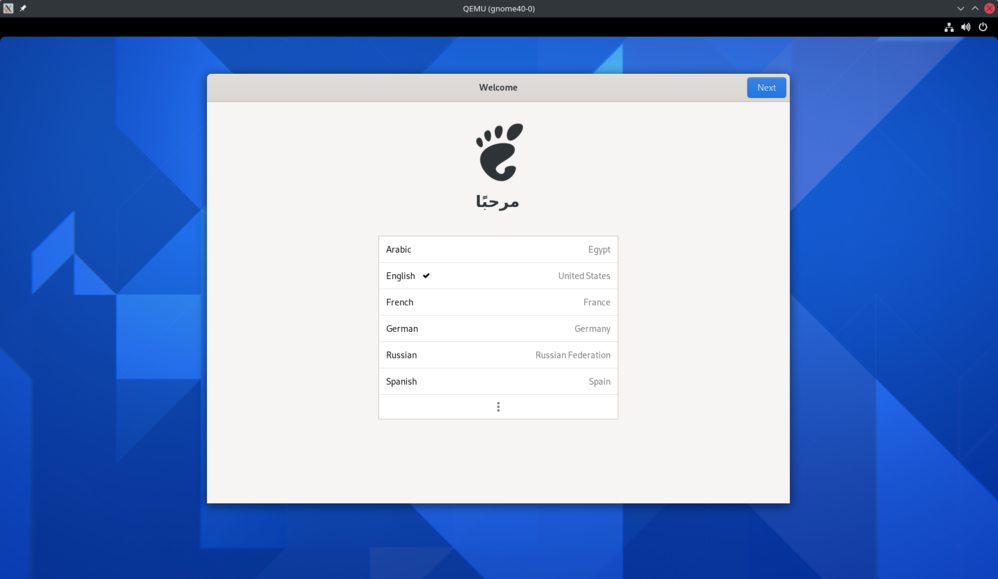 QEMU (gnome40-0)
Welcome
Next
مرحبًا
Arabic Egypt
English United States
French France
German Germany
Russian Russian Federation
Spanish Spain